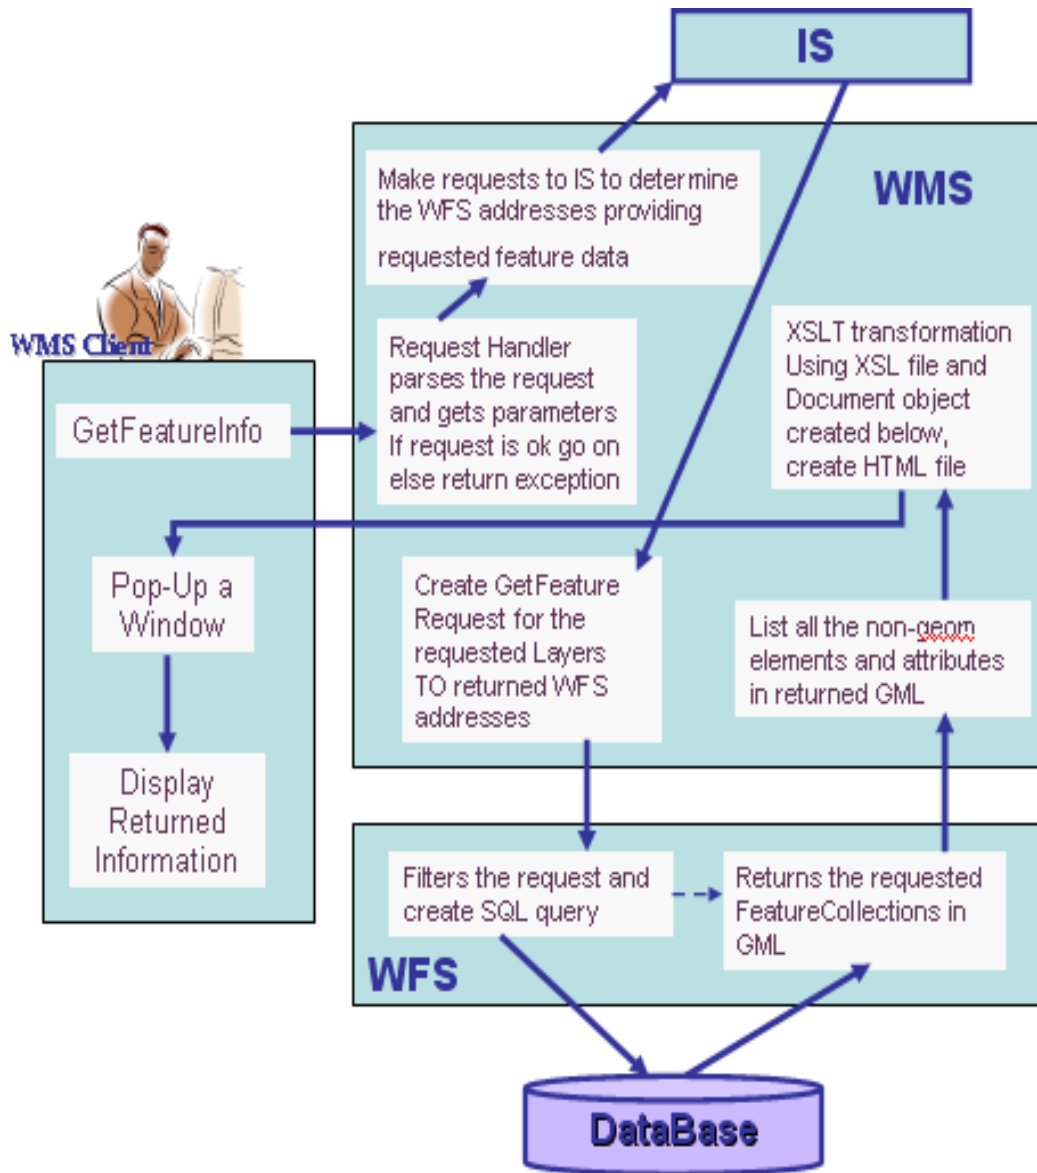 IS
WMS
Make requests to IS to determine
the WFS addresses providing
requested feature data
WMS Client
GetFeatureInfo
Request Handler
parses the request
and gets parameters
If request is ok go on
else return exception
XSLT transformation
Using XSL file and
Document object
created below,
create HTML file
Pop-Up a
Window
Create GetFeature
Request for the
requested Layers
TO returned WFS
addresses
List all the non-geom
elements and attributes
in returned GML
Display
Returned
Information
Filters the request and
create SQL query
Returns the requested
FeatureCollections in
GML
WFS
DataBase